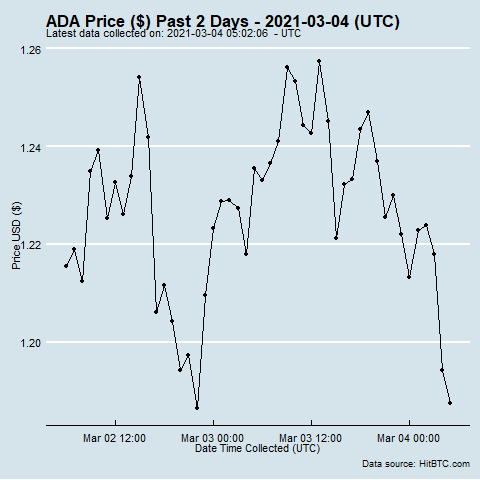 ADA Price ($) Past 2 Days - 2021-03-04 (UTC)
Latest data collected on: 2021-03-04 05:02:06 - UTC
1.26
1.24
1.22
1.20
Price USD ($)
Mar 02 12:00 Mar 03 00:00 Mar 03 12:00 Mar 04 00:00
Date Time Collected (UTC)
Data source: HitBTC.com